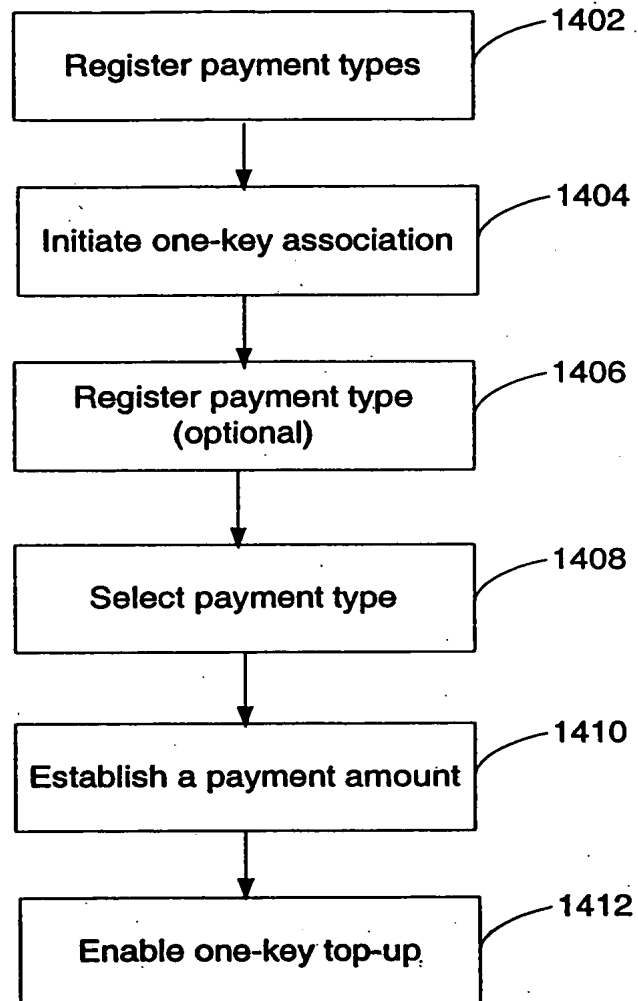 1402
Register payment types
1404
Initiate one-key association
1406
Register payment type
(optional)
1408
Select payment type
1410
Establish a payment amount
1412
Enable one-key top-up